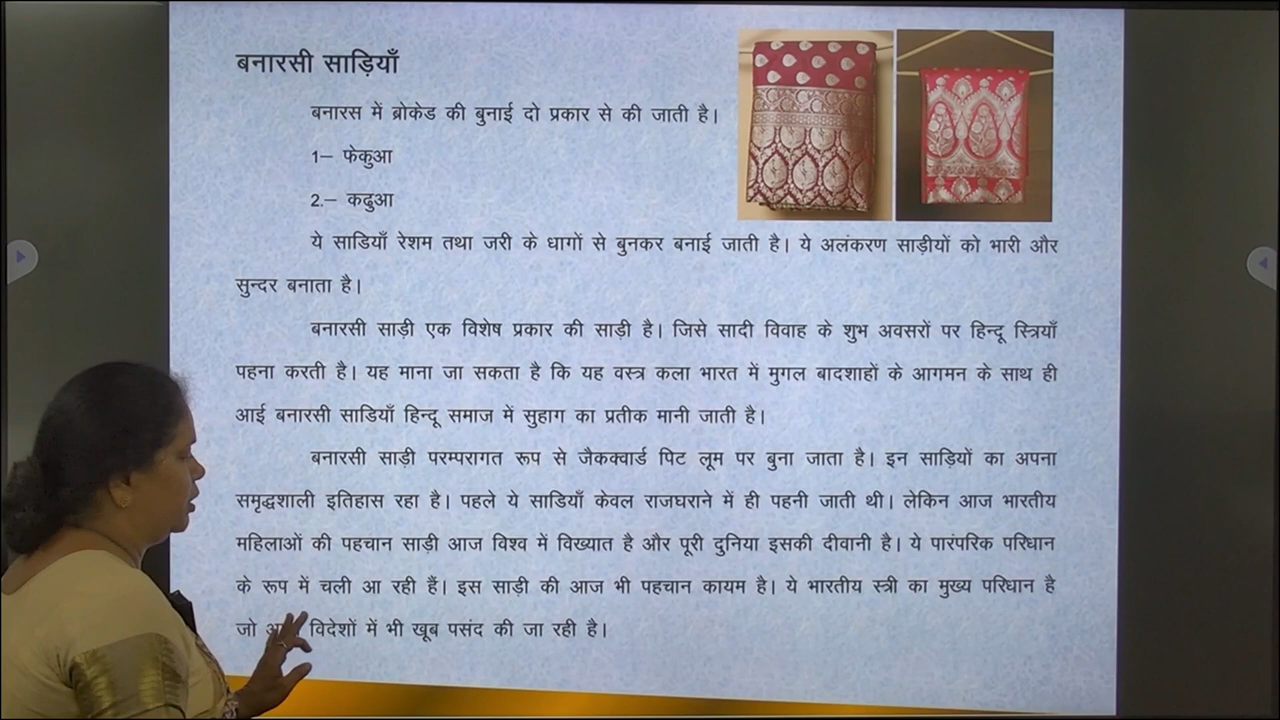 बनारसी साड़ियाँ
बनारस में ब्रोकेड की बुनाई दो प्रकार से की जाती है।
1– फेकुआ
2.– कढुआ
ये साडियाँ रेशम तथा जरी के धागों से बुनकर बनाई जाती है। ये अलंकरण साड़ीयों को भारी और
सुन्दर बनाता है।
बनारसी साड़ी एक विशेष प्रकार की साड़ी है। जिसे सादी विवाह के शुभ अवसरों पर हिन्दू स्त्रियाँ
पहना करती है। यह माना जा सकता है कि यह वस्त्र कला भारत में मुगल बादशाहों के आगमन के साथ ही
आई बनारसी साडियाँ हिन्दू समाज में सुहाग का प्रतीक मानी जाती है।
बनारसी साड़ी परम्परागत रूप से जैकक्वार्ड पिट लूम पर बुना जाता है। इन साड़ियों का अपना
समृद्धशाली इतिहास रहा है। पहले ये साडियाँ केवल राजघराने में ही पहनी जाती थी। लेकिन आज भारतीय
महिलाओं की पहचान साड़ी आज विश्व में विख्यात है और पूरी दुनिया इसकी दीवानी है। ये पारंपरिक परिधान
के रूप में चली आ रही हैं। इस साड़ी की आज भी पहचान कायम है। ये भारतीय स्त्री का मुख्य परिधान है
जो विदेशों में भी खूब पसंद की जा रही है।